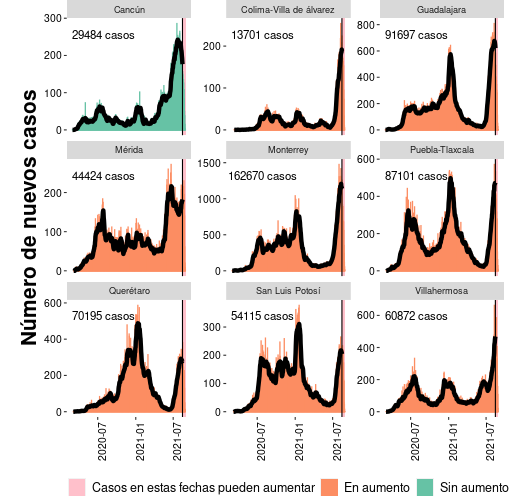 Cancún
Colima-Villa de álvarez
Guadalajara
300
200
100
0
29484 casos
200
100
0
13701 casos
800
600
400
200
0
91697 casos
Mérida
Monterrey
Puebla-Tlaxcala
200
100
0
44424 casos
1500
1000
500
0
162670 casos
600
400
200
0
87101 casos
Querétaro
San Luis Potosí
Villahermosa
600
400
200
0
70195 casos
300
200
100
0
54115 casos
600
400
200
0
60872 casos
Número de nuevos casos
2020-07
2021-01
2021-07
2020-07
2021-01
2021-07
2020-07
2021-01
2021-07
Casos en estas fechas pueden aumentar
En aumento
Sin aumento